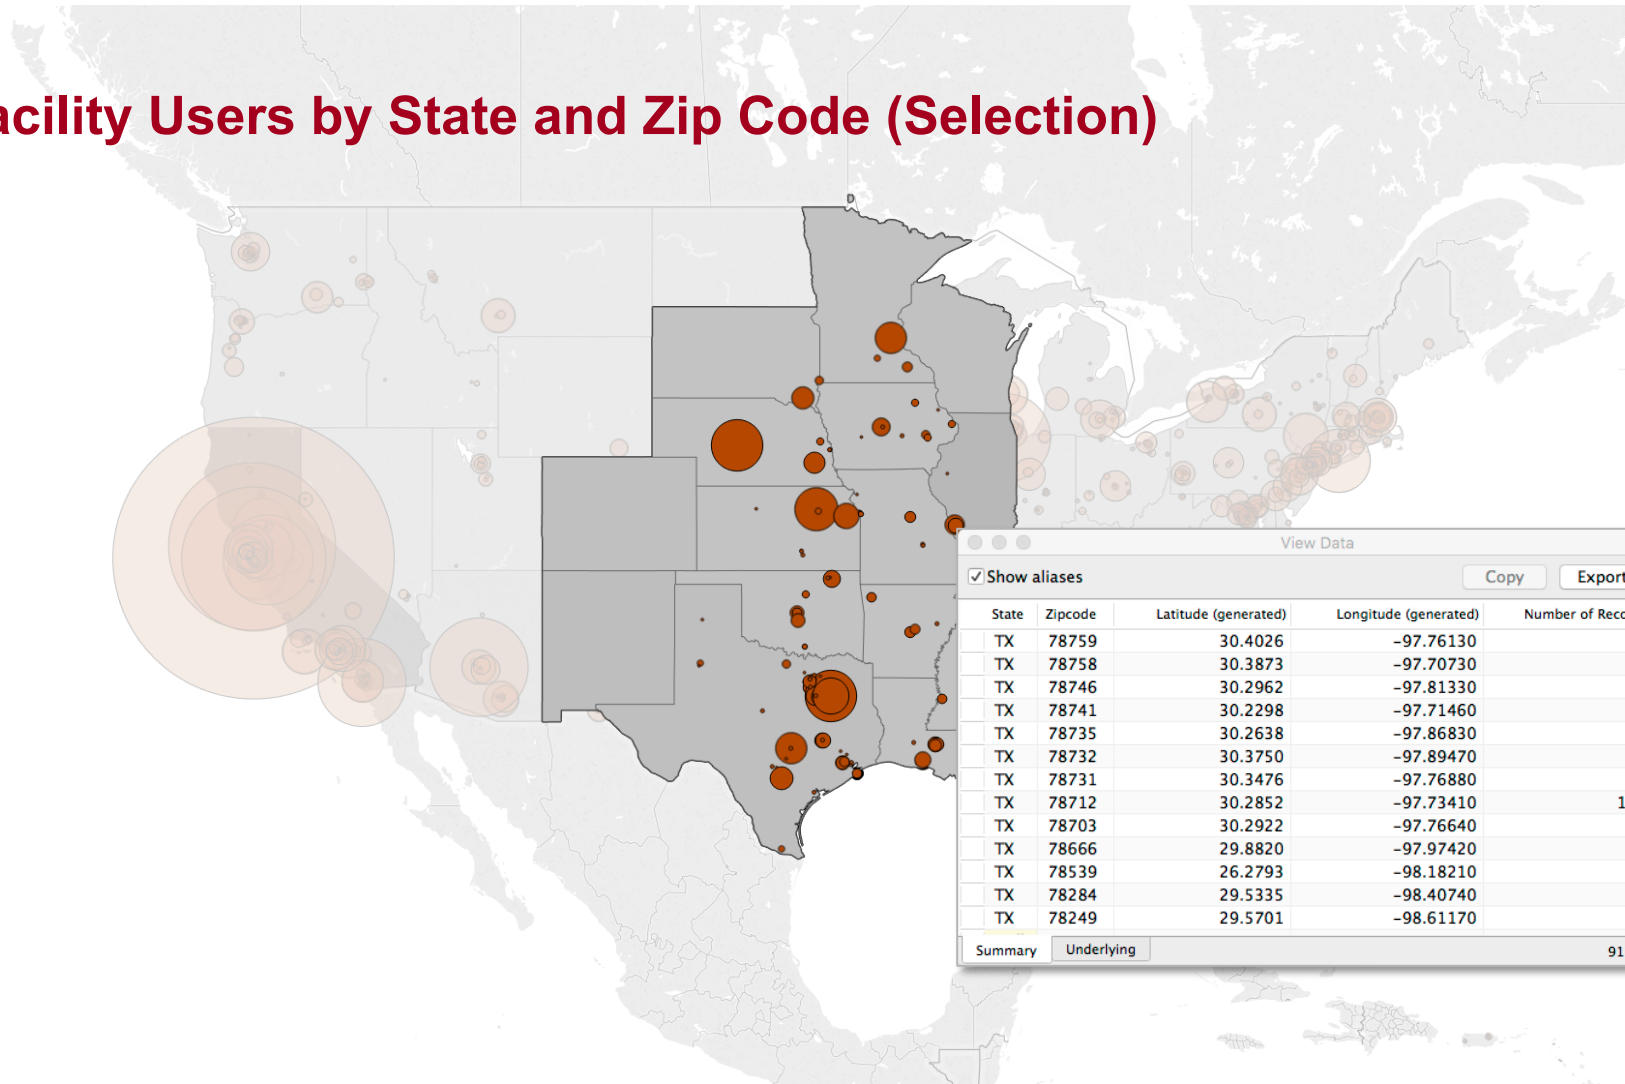 acility Users by State and Zip Code (Selection)
View Data
Show aliases Copy Export
State Zipcode Latitude (generated) Longitude (generated) Number of Reco
TX 78759 30.4026 -97.76130
TX 78758 30.3873 -97.70730
TX 78746 30.2962 -97.81330
TX 78741 30.2298 -97.71460
TX 78735 30.2638 -97.86830
TX 78732 30.3750 -97.89470
TX 78731 30.3476 -97.76880
TX 78712 30.2852 -97.73410 1
TX 78703 30.2922 -97.76640
TX 78666 29.8820 -97.97420
TX 78539 26.2793 -98.18210
TX 78284 29.5335 -98.40740
TX 78249 29.5701 -98.61170
Summary Underlying 91